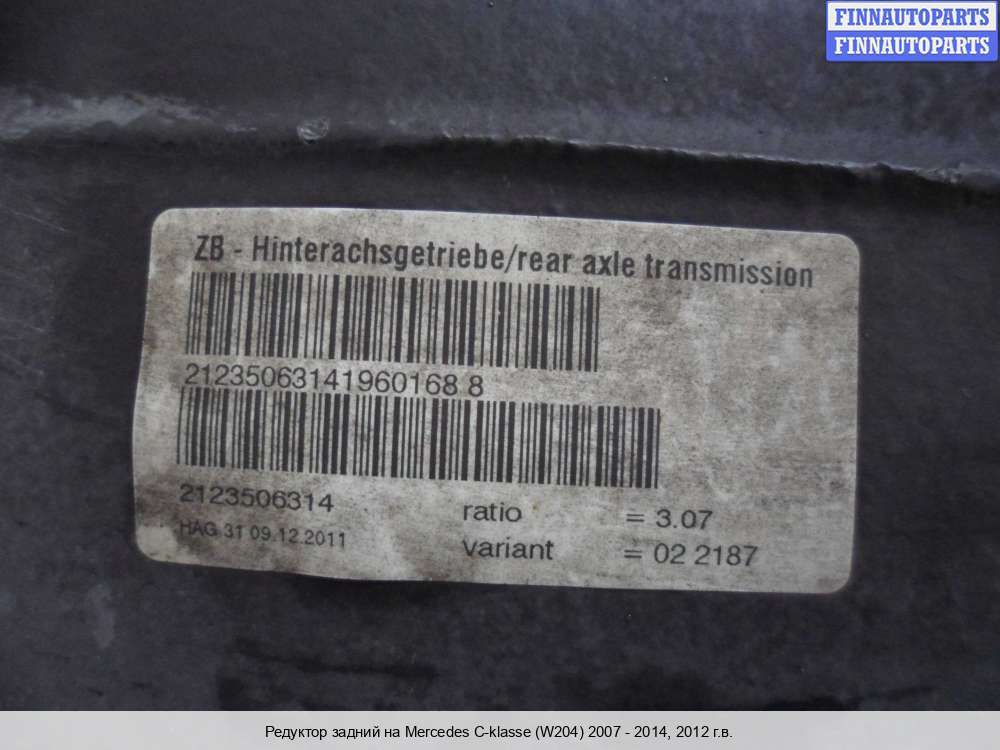 FINNAUTOPARTS
FINNAUTOPARTS
ZB - Hinterachsgetriebe/rear axle transmission
21235063141960168 8
2123506314
ratio = 3.07
HAG 31 09.12.2011
variant = 02 2187
Редуктор задний на Mercedes C-klasse (W204) 2007 - 2014, 2012 г.в.